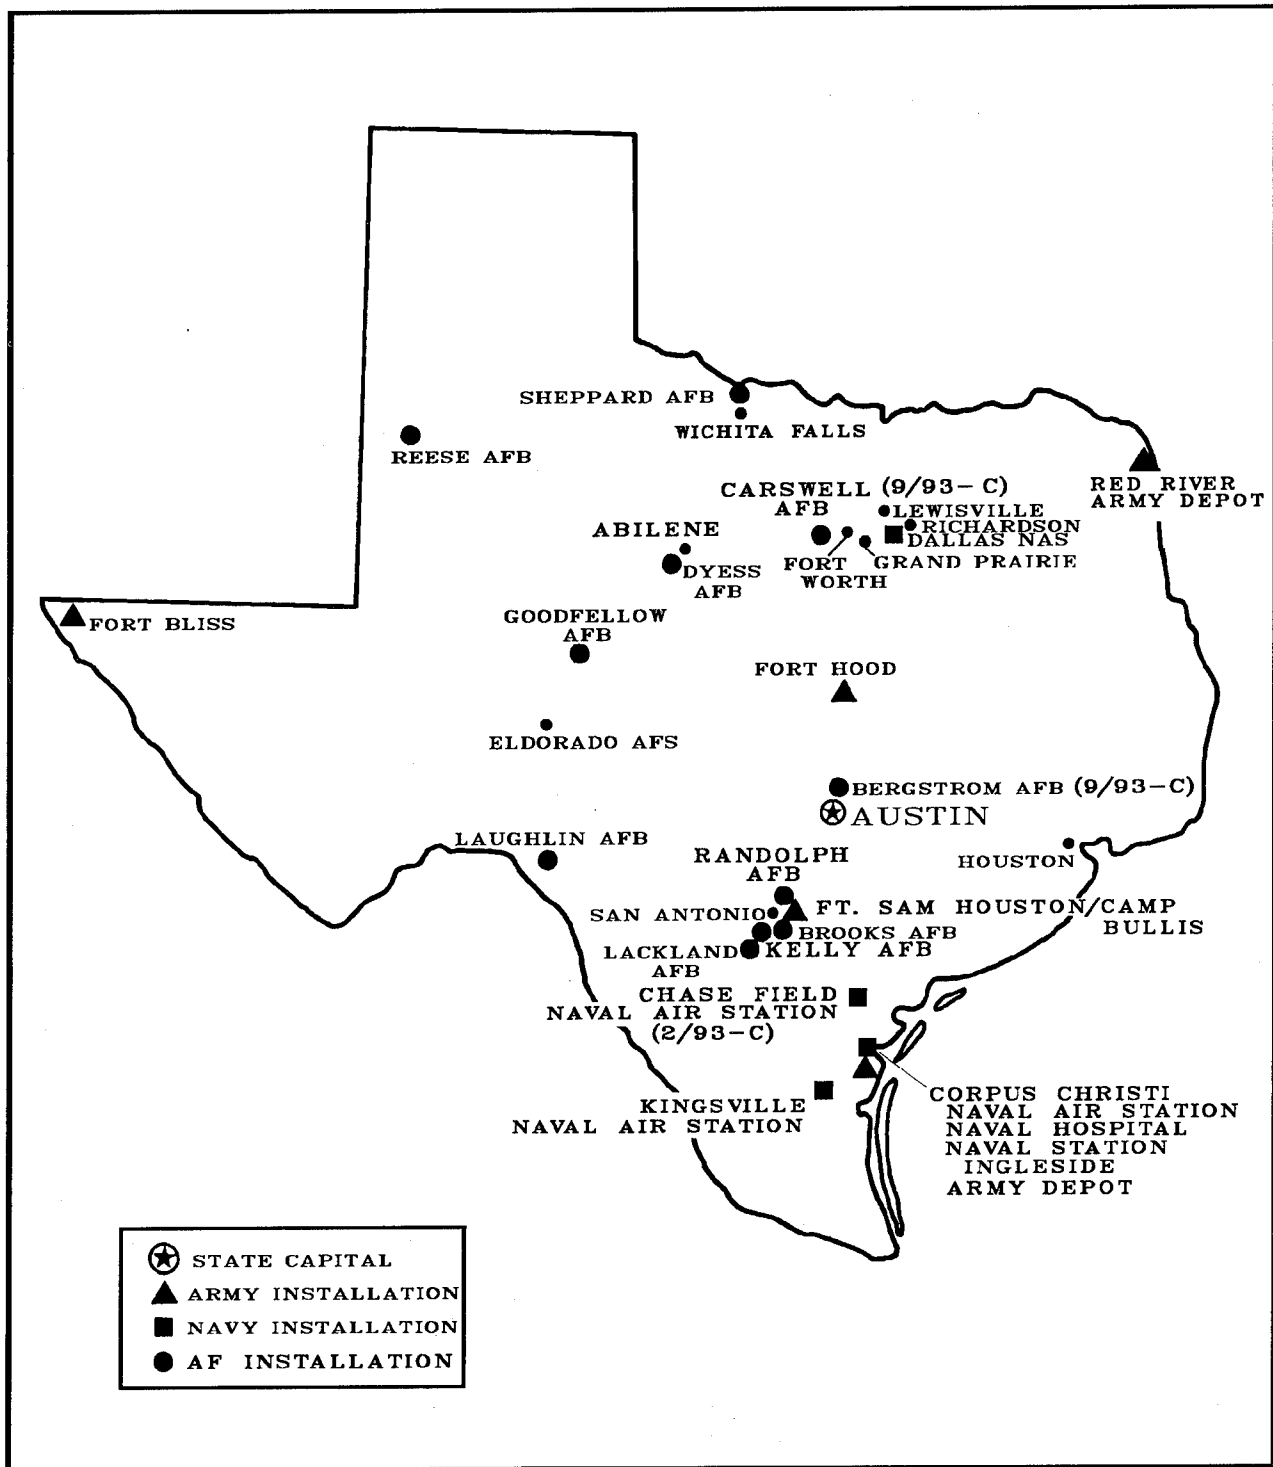 SHEPPARD AFB
WICHITA FALLS
REESE AFB
CARSWELL (9/93-C)
AFB
RED RIVER
ARMY DEPOT
LEWISVILLE
RICHARDSON
DALLAS NAS
ABILENE
FORT
WORTH
GRAND PRAIRIE
DYESS
AFB
GOODFELLOW
AFB
FORT BLISS
FORT HOOD
ELDORADO AFS
BERGSTROM AFB (9/93-C)
AUSTIN
LAUGHLIN AFB
RANDOLPH
AFB
HOUSTON
SAN ANTONIO
FT. SAM HOUSTON/CAMP
BULLIS
BROOKS AFB
LACKLAND
AFB
KELLY AFB
CHASE FIELD
NAVAL AIR STATION
(2/93-C)
KINGSVILLE
NAVAL AIR STATION
CORPUS CHRISTI
NAVAL AIR STATION
NAVAL HOSPITAL
NAVAL STATION
INGLESIDE
ARMY DEPOT
STATE CAPITAL
ARMY INSTALLATION
NAVY INSTALLATION
AF INSTALLATION